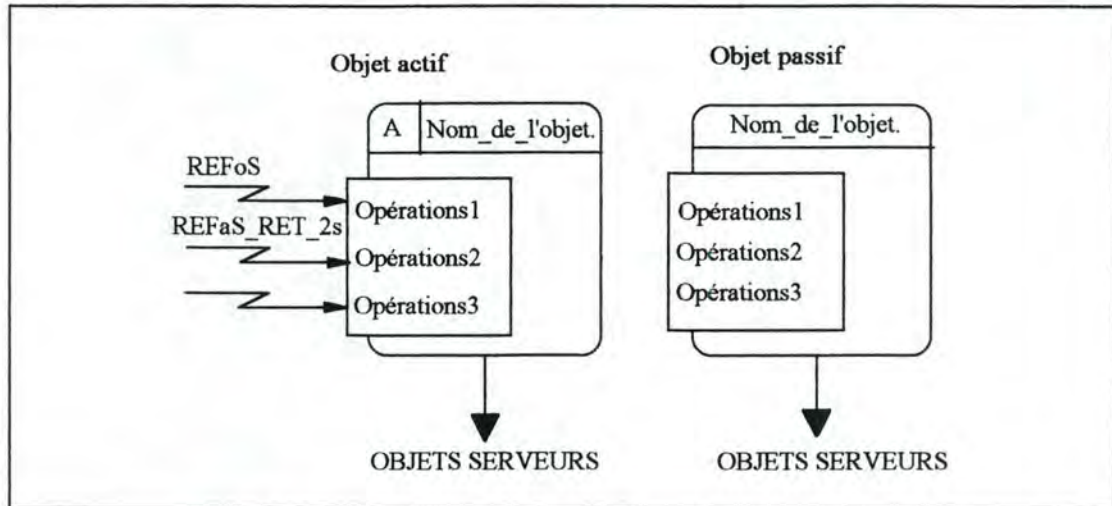 Objet actif
Objet passif
A
Nom_de_l'objet.
Nom_de_l'objet.
REFoS
Opérations1
Opérations1
REFaS_RET_2s
Opérations2
Opérations2
Opérations3
Opérations3
OBJETS SERVEURS
OBJETS SERVEURS